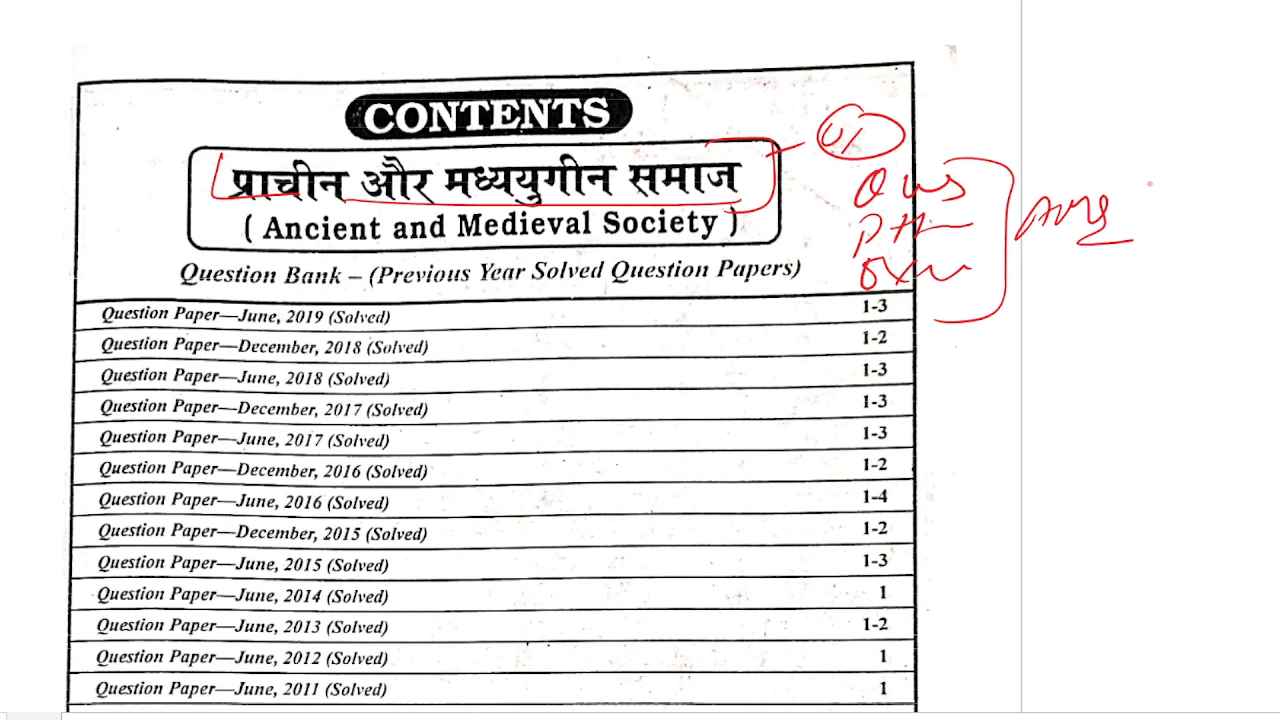 CONTENTS
प्राचीन और मध्ययुगीन समाज
( Ancient and Medieval Society )
Question Bank – (Previous Year Solved Question Papers)
Question Paper—June, 2019 (Solved) 1-3
Question Paper—December, 2018 (Solved) 1-2
Question Paper—June, 2018 (Solved) 1-3
Question Paper—December, 2017 (Solved) 1-3
Question Paper—June, 2017 (Solved) 1-3
Question Paper—December, 2016 (Solved) 1-2
Question Paper—June, 2016 (Solved) 1-4
Question Paper—December, 2015 (Solved) 1-2
Question Paper—June, 2015 (Solved) 1-3
Question Paper—June, 2014 (Solved) 1
Question Paper—June, 2013 (Solved) 1-2
Question Paper—June, 2012 (Solved) 1
Question Paper—June, 2011 (Solved) 1